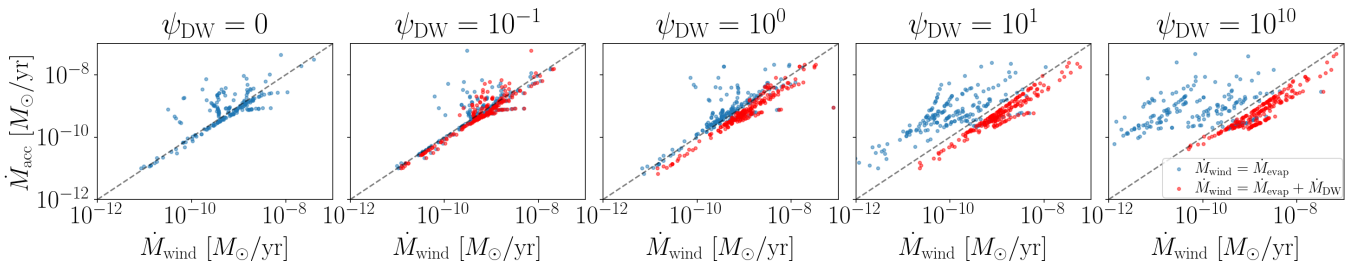 ψ_DW = 0
ψ_DW = 10^-1
ψ_DW = 10^0
ψ_DW = 10^1
ψ_DW = 10^10
Ṁ_acc [M_⊙/yr]
10^-8
10^-10
10^-12
10^-12 10^-10 10^-8
10^-12 10^-10 10^-8
10^-12 10^-10 10^-8
10^-12 10^-10 10^-8
10^-12 10^-10 10^-8
Ṁ_wind = Ṁ_evap
Ṁ_wind = Ṁ_evap + Ṁ_DW
Ṁ_wind [M_⊙/yr]
Ṁ_wind [M_⊙/yr]
Ṁ_wind [M_⊙/yr]
Ṁ_wind [M_⊙/yr]
Ṁ_wind [M_⊙/yr]